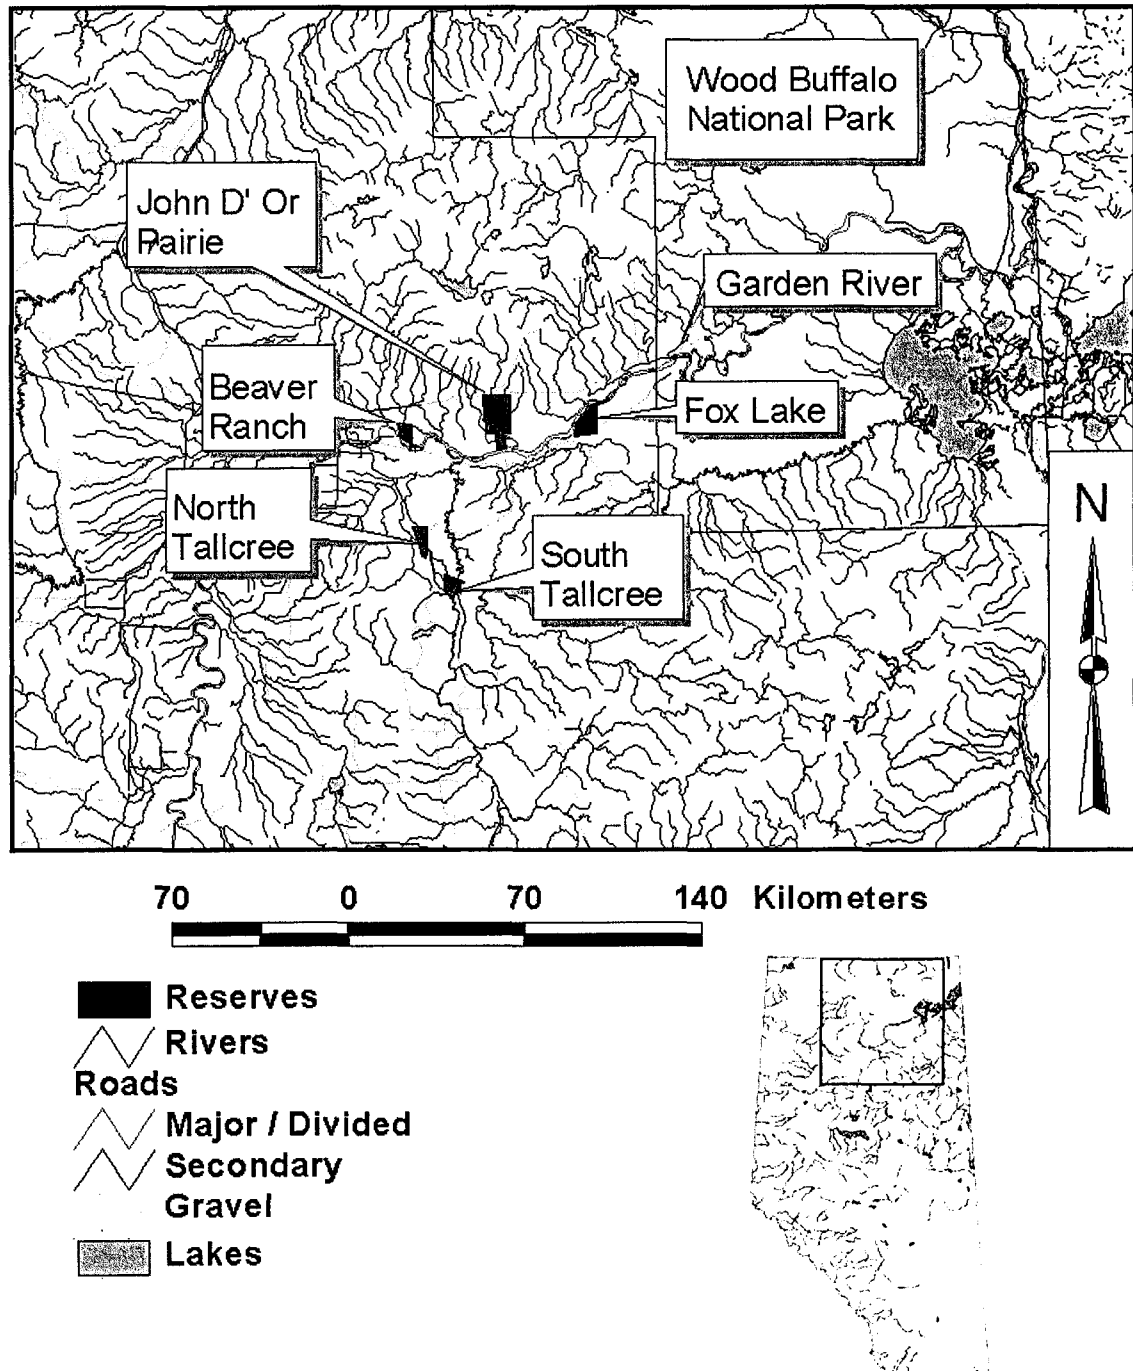 Wood Buffalo
National Park
John D' Or
Pairie
Garden River
Beaver
Ranch
Fox Lake
North
Tallcree
South
Tallcree
N
70 0 70 140 Kilometers
Reserves
Rivers
Roads
Major / Divided
Secondary
Gravel
Lakes